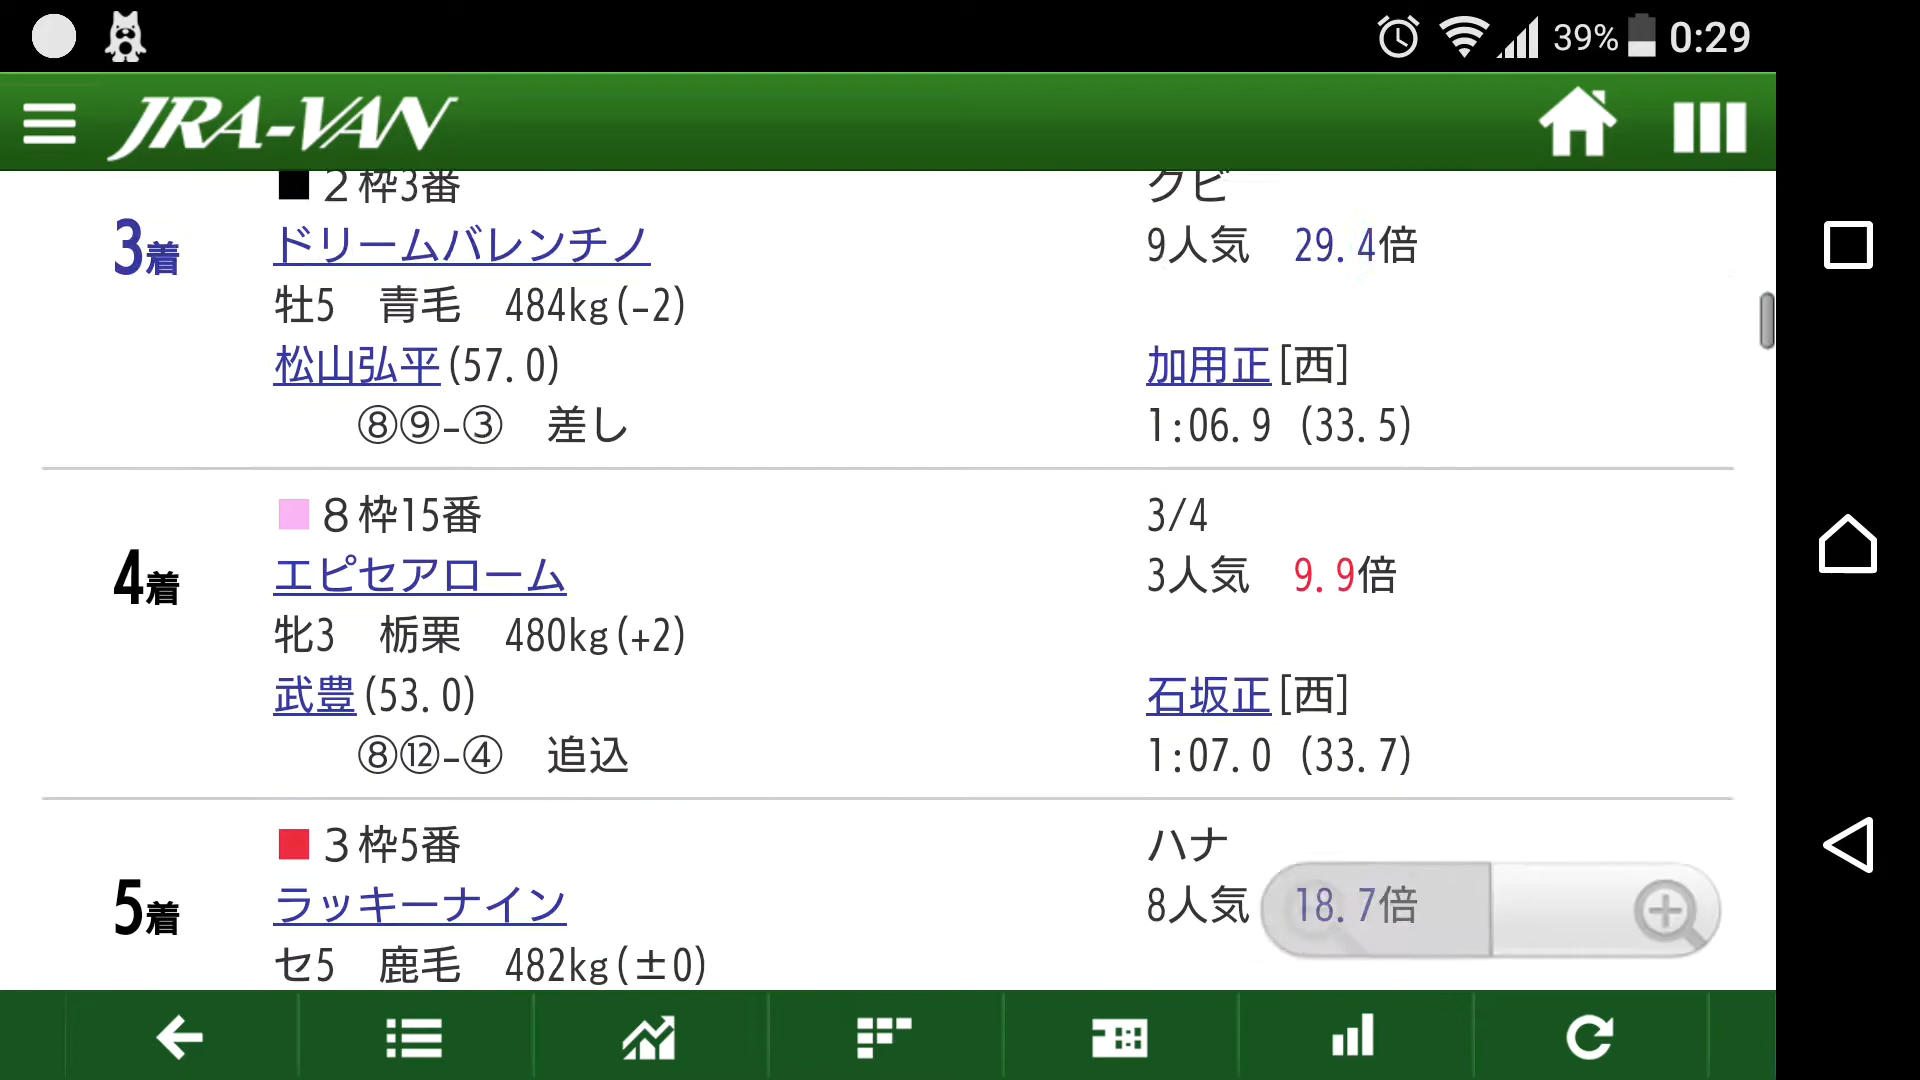 39% 0:29
JRA-VAN
2枠3番 クビ
3着 ドリームバレンチノ 9人気 29.4倍
牡5 青毛 484kg(-2)
松山弘平(57.0) 加用正[西]
⑧⑨-③ 差し 1:06.9 (33.5)
8枠15番 3/4
4着 エピセアローム 3人気 9.9倍
牝3 栃栗 480kg(+2)
武豊(53.0) 石坂正[西]
⑧⑫-④ 追込 1:07.0 (33.7)
3枠5番 ハナ
5着 ラッキーナイン 8人気 18.7倍
セ5 鹿毛 482kg(±0)